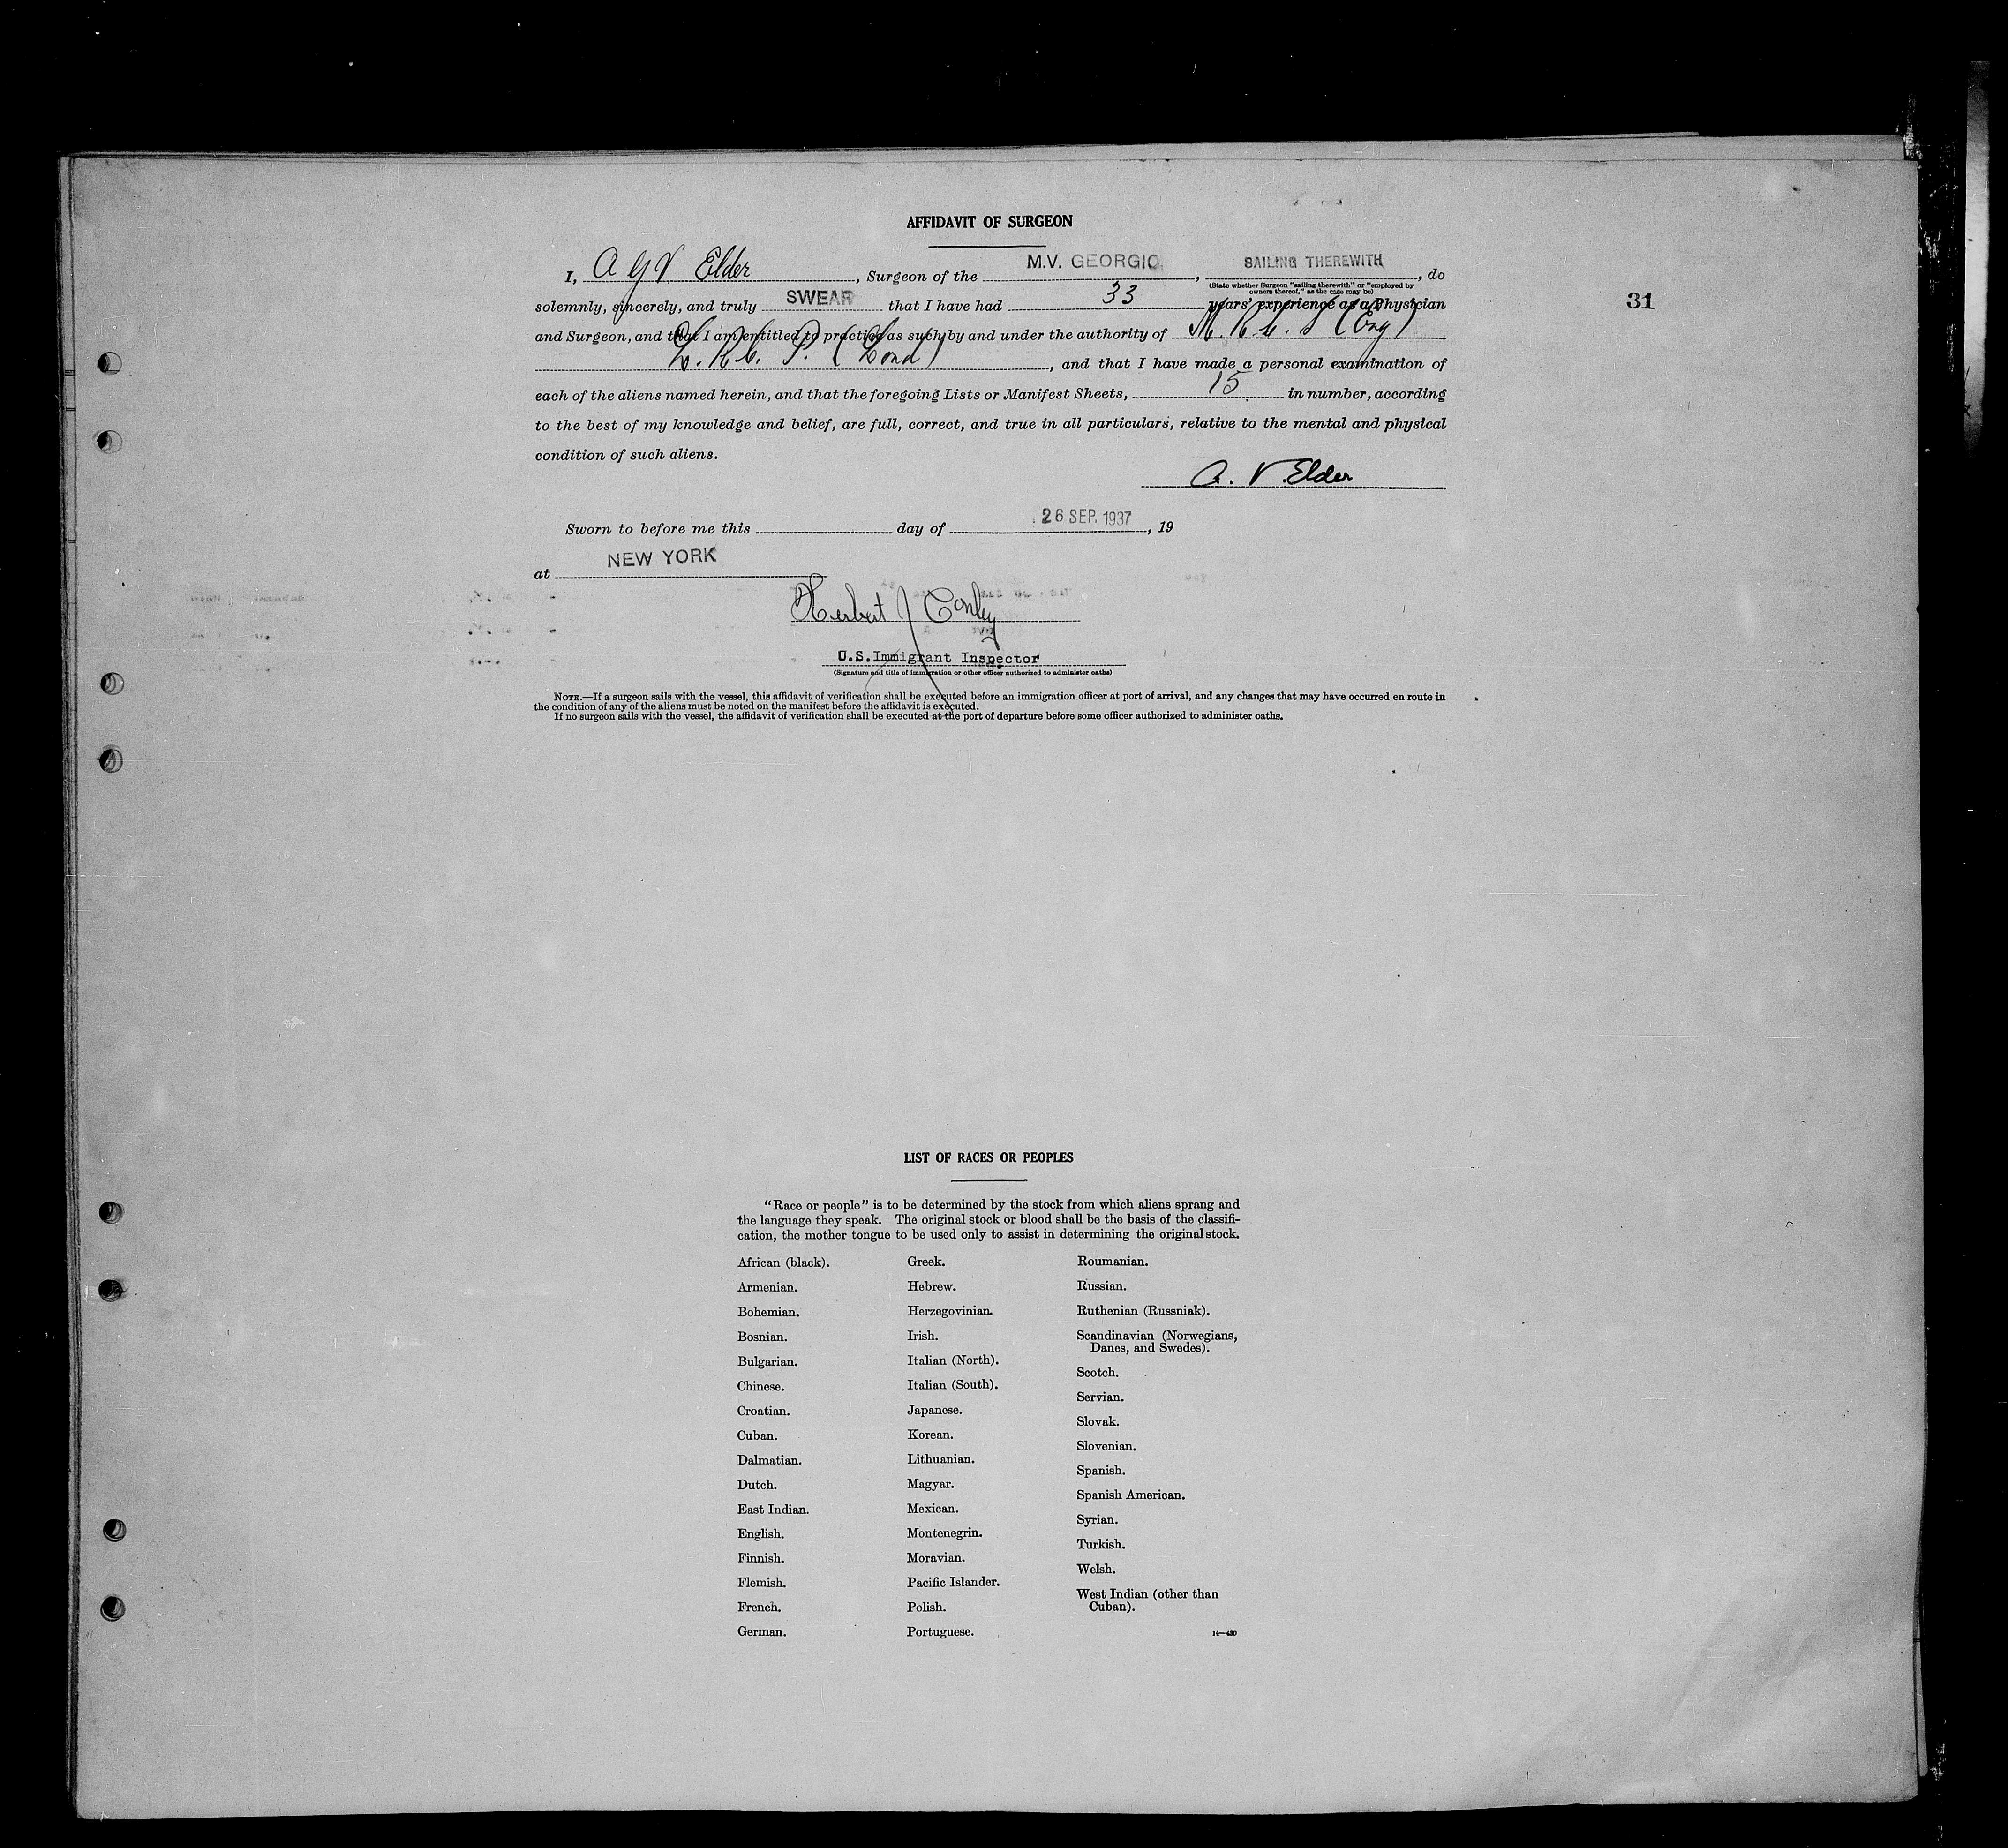 AFFIDAVIT OF SURGEON
I, A G V Elder, Surgeon of the M.V. GEORGIC, SAILING THEREWITH, do
(State whether Surgeon "sailing therewith" or "employed by
owners thereof," as the case may be)
solemnly, sincerely, and truly SWEAR that I have had 33 years' experience as a Physician
31
and Surgeon, and that I am entitled to practice as such by and under the authority of M. R. C. S (Eng)
L. R. C. P. (Lond), and that I have made a personal examination of
each of the aliens named herein, and that the foregoing Lists or Manifest Sheets, 15 in number, according
to the best of my knowledge and belief, are full, correct, and true in all particulars, relative to the mental and physical
condition of such aliens.
A. V Elder
Sworn to before me this day of 26 SEP. 1937, 19
at NEW YORK
Herbert J Conley
U.S. Immigrant Inspector
(Signature and title of immigration or other officer authorized to administer oaths)
NOTE.—If a surgeon sails with the vessel, this affidavit of verification shall be executed before an immigration officer at port of arrival, and any changes that may have occurred en route in
the condition of any of the aliens must be noted on the manifest before the affidavit is executed.
If no surgeon sails with the vessel, the affidavit of verification shall be executed at the port of departure before some officer authorized to administer oaths.
LIST OF RACES OR PEOPLES
"Race or people" is to be determined by the stock from which aliens sprang and
the language they speak. The original stock or blood shall be the basis of the classifi-
cation, the mother tongue to be used only to assist in determining the original stock.
African (black).
Armenian.
Bohemian.
Bosnian.
Bulgarian.
Chinese.
Croatian.
Cuban.
Dalmatian.
Dutch.
East Indian.
English.
Finnish.
Flemish.
French.
German.
Greek.
Hebrew.
Herzegovinian.
Irish.
Italian (North).
Italian (South).
Japanese.
Korean.
Lithuanian.
Magyar.
Mexican.
Montenegrin.
Moravian.
Pacific Islander.
Polish.
Portuguese.
Roumanian.
Russian.
Ruthenian (Russniak).
Scandinavian (Norwegians,
Danes, and Swedes).
Scotch.
Servian.
Slovak.
Slovenian.
Spanish.
Spanish American.
Syrian.
Turkish.
Welsh.
West Indian (other than
Cuban).
14—430